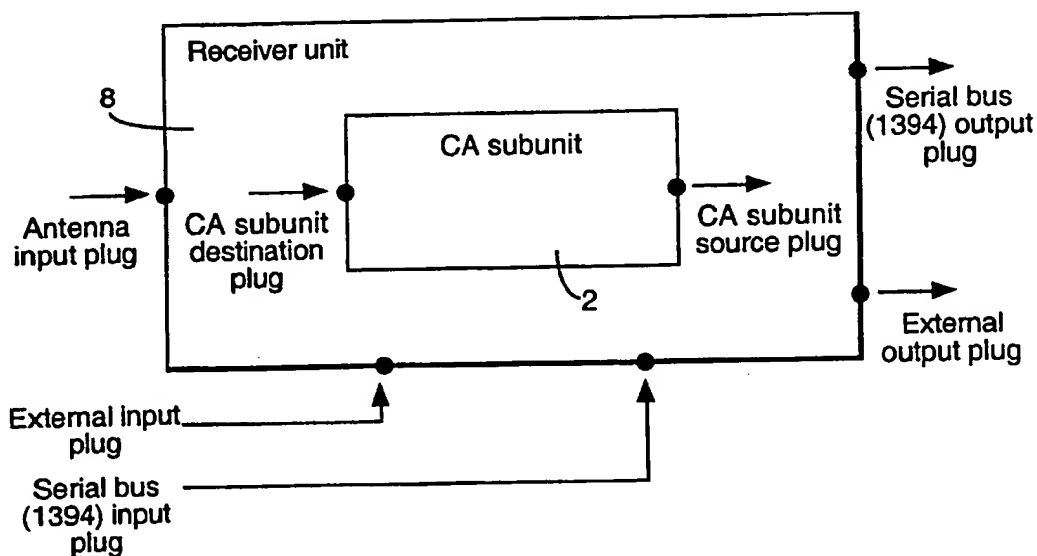 Receiver unit
8
CA subunit
Serial bus
(1394) output
plug
Antenna
input plug
CA subunit
destination
plug
CA subunit
source plug
2
External
output plug
External input
plug
Serial bus
(1394) input
plug